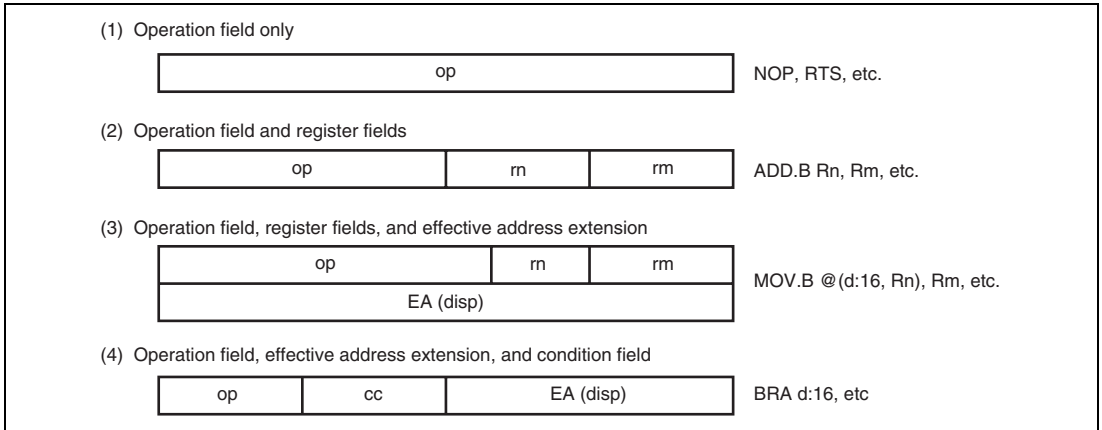 (1) Operation field only
op
NOP, RTS, etc.
(2) Operation field and register fields
op rn rm
ADD.B Rn, Rm, etc.
(3) Operation field, register fields, and effective address extension
op rn rm
EA (disp)
MOV.B @(d:16, Rn), Rm, etc.
(4) Operation field, effective address extension, and condition field
op cc EA (disp)
BRA d:16, etc